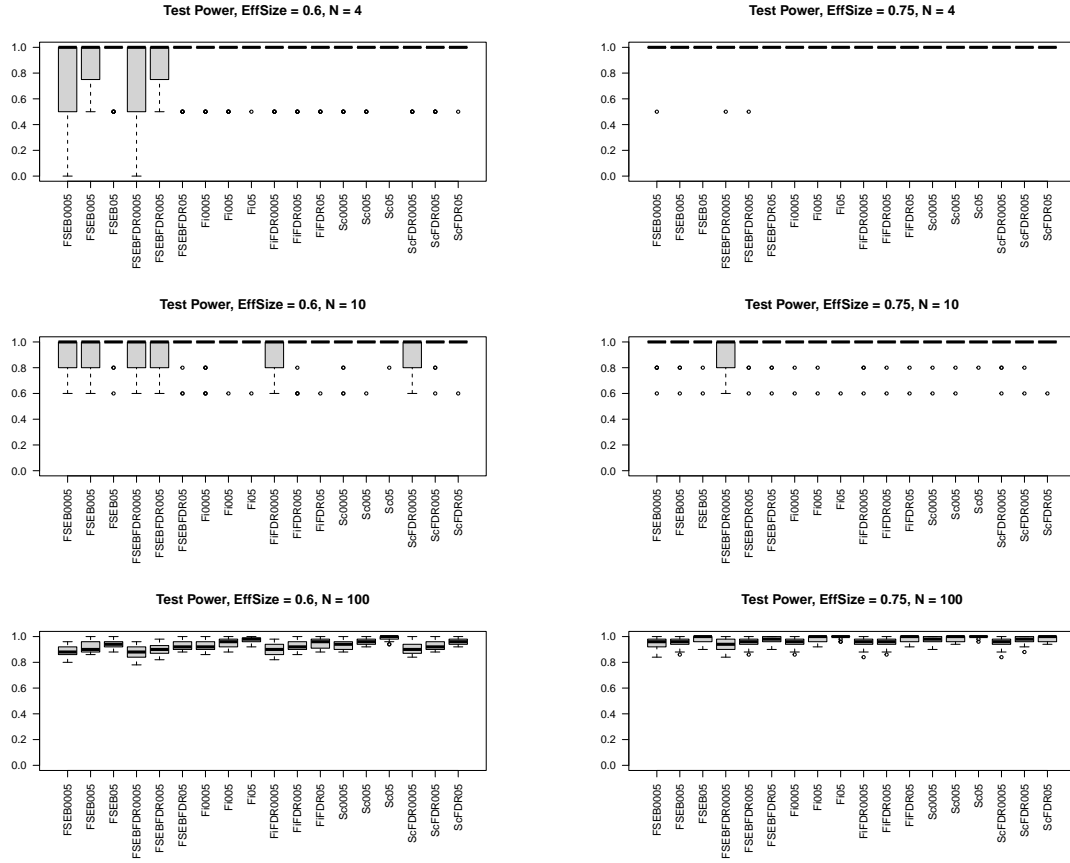 Test Power, EffSize = 0.6, N = 4
1.0
0.8
0.6
0.4
0.2
0.0
FSEB0005
FSEB005
FSEB05
FSEBFDR0005
FSEBFDR005
FSEBFDR05
Fi0005
Fi005
Fi05
FiFDR0005
FiFDR005
FiFDR05
Sc0005
Sc005
Sc05
ScFDR0005
ScFDR005
ScFDR05
Test Power, EffSize = 0.75, N = 4
1.0
0.8
0.6
0.4
0.2
0.0
FSEB0005
FSEB005
FSEB05
FSEBFDR0005
FSEBFDR005
FSEBFDR05
Fi0005
Fi005
Fi05
FiFDR0005
FiFDR005
FiFDR05
Sc0005
Sc005
Sc05
ScFDR0005
ScFDR005
ScFDR05
Test Power, EffSize = 0.6, N = 10
1.0
0.8
0.6
0.4
0.2
0.0
FSEB0005
FSEB005
FSEB05
FSEBFDR0005
FSEBFDR005
FSEBFDR05
Fi0005
Fi005
Fi05
FiFDR0005
FiFDR005
FiFDR05
Sc0005
Sc005
Sc05
ScFDR0005
ScFDR005
ScFDR05
Test Power, EffSize = 0.75, N = 10
1.0
0.8
0.6
0.4
0.2
0.0
FSEB0005
FSEB005
FSEB05
FSEBFDR0005
FSEBFDR005
FSEBFDR05
Fi0005
Fi005
Fi05
FiFDR0005
FiFDR005
FiFDR05
Sc0005
Sc005
Sc05
ScFDR0005
ScFDR005
ScFDR05
Test Power, EffSize = 0.6, N = 100
1.0
0.8
0.6
0.4
0.2
0.0
FSEB0005
FSEB005
FSEB05
FSEBFDR0005
FSEBFDR005
FSEBFDR05
Fi0005
Fi005
Fi05
FiFDR0005
FiFDR005
FiFDR05
Sc0005
Sc005
Sc05
ScFDR0005
ScFDR005
ScFDR05
Test Power, EffSize = 0.75, N = 100
1.0
0.8
0.6
0.4
0.2
0.0
FSEB0005
FSEB005
FSEB05
FSEBFDR0005
FSEBFDR005
FSEBFDR05
Fi0005
Fi005
Fi05
FiFDR0005
FiFDR005
FiFDR05
Sc0005
Sc005
Sc05
ScFDR0005
ScFDR005
ScFDR05